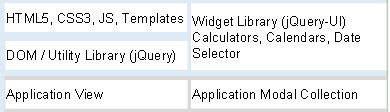 HTML5, CSS3, JS, Templates
DOM / Utility Library (jQuery)
Widget Library (jQuery-UI)
Calculators, Calendars, Date
Selector
Application View
Application Modal Collection